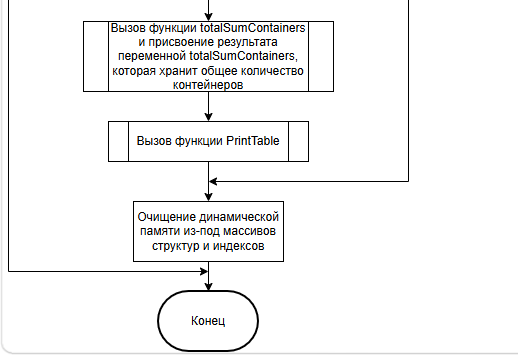 Вызов функции totalSumContainers
и присвоение результата
переменной totalSumContainers,
которая хранит общее количество
контейнеров
Вызов функции PrintTable
Очищение динамической
памяти из-под массивов
структур и индексов
Конец